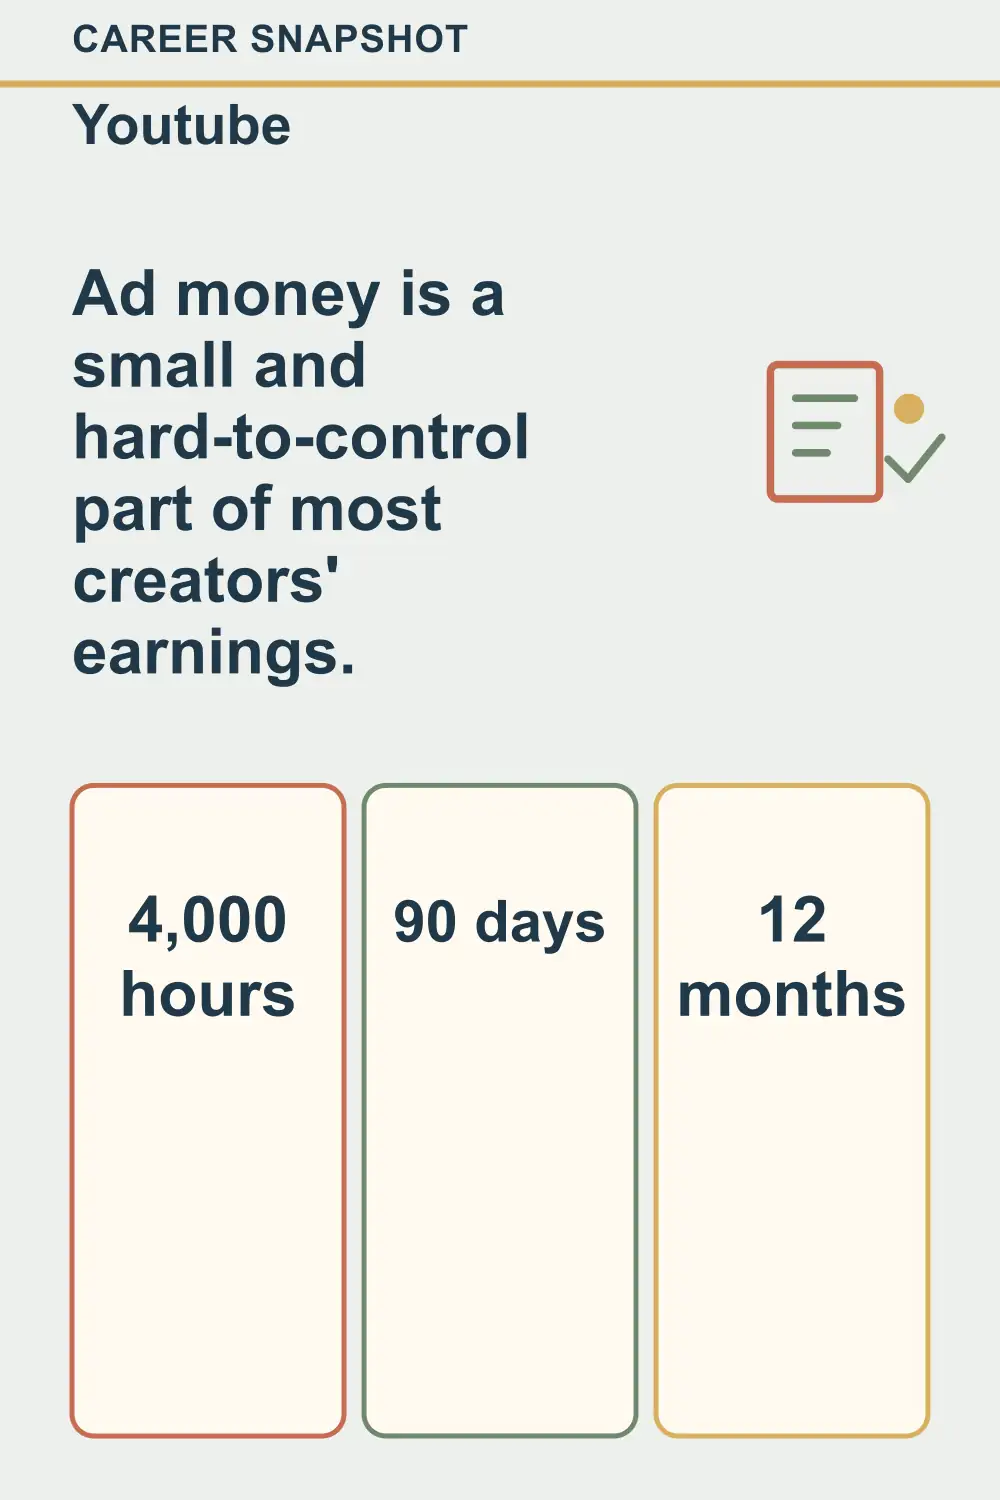 CAREER SNAPSHOT
Youtube
Ad money is a
small and
hard-to-control
part of most
creators'
earnings.
4,000
hours
90 days
12
months